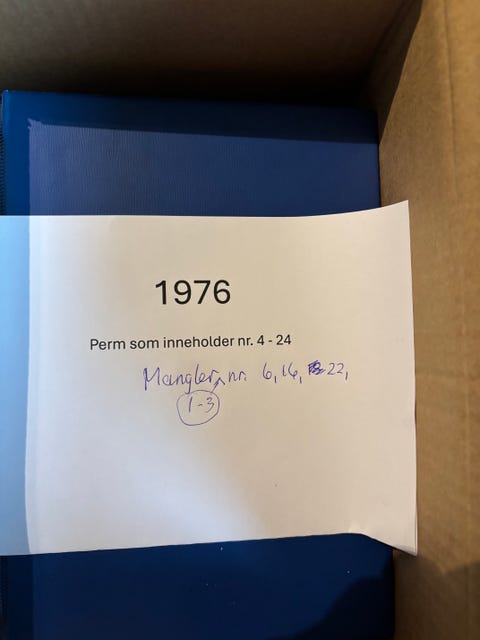 1976
Perm som inneholder nr. 4 - 24
Mangler nr. 6, 16, 22,
1-3